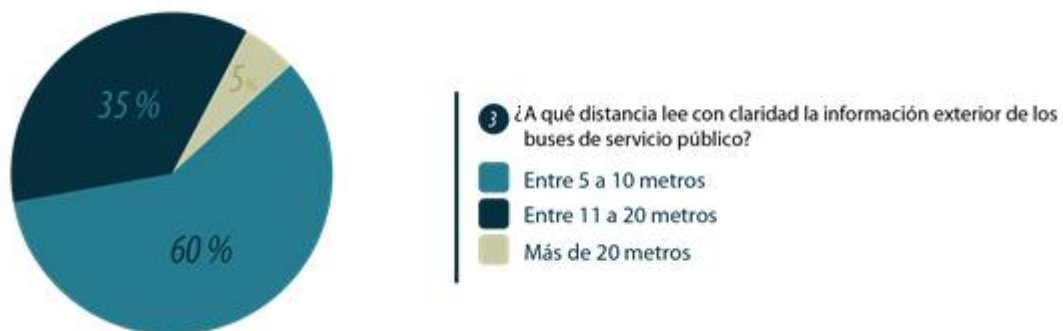 35 %
5 %
60 %
3 ¿A qué distancia lee con claridad la información exterior de los
buses de servicio público?
Entre 5 a 10 metros
Entre 11 a 20 metros
Más de 20 metros